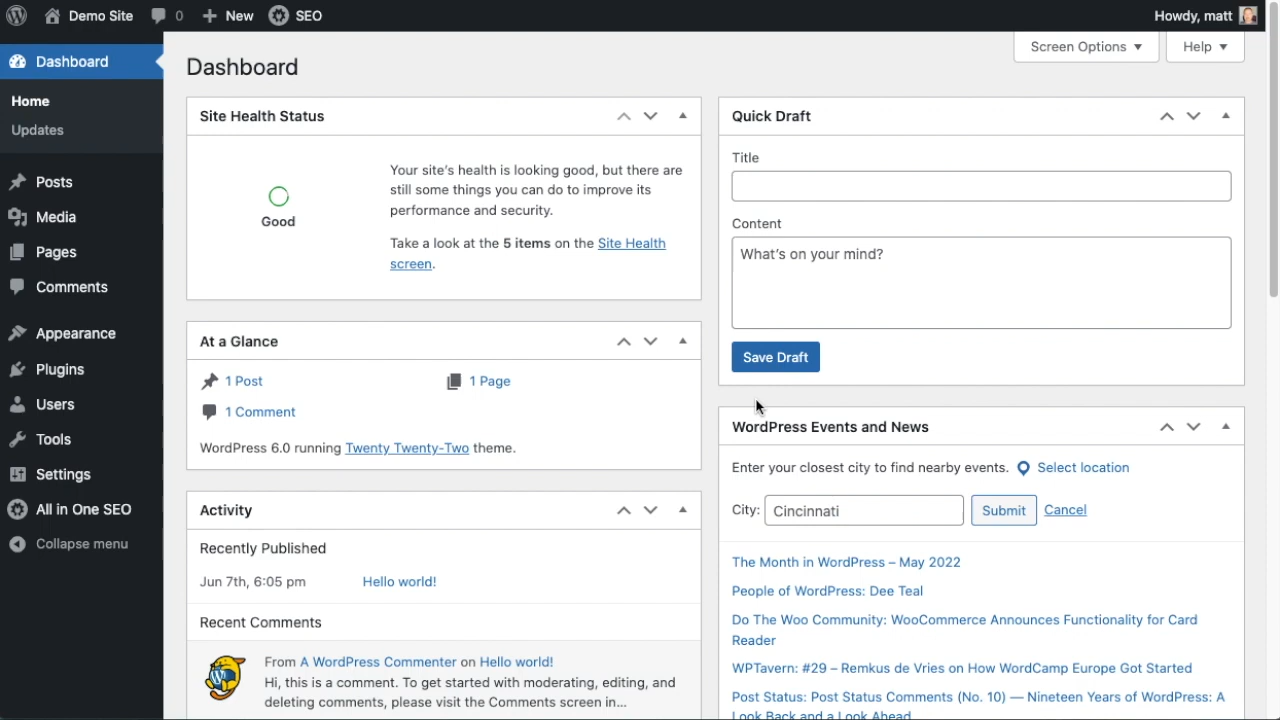 Demo Site
0
New
SEO
Howdy, matt
Dashboard
Home
Updates
Posts
Media
Pages
Comments
Appearance
Plugins
Users
Tools
Settings
All in One SEO
Collapse menu
Screen Options
Help
Dashboard
Site Health Status
Good
Your site's health is looking good, but there are
still some things you can do to improve its
performance and security.
Take a look at the 5 items on the Site Health
screen.
At a Glance
1 Post
1 Page
1 Comment
WordPress 6.0 running Twenty Twenty-Two theme.
Activity
Recently Published
Jun 7th, 6:05 pm
Hello world!
Recent Comments
From A WordPress Commenter on Hello world!
Hi, this is a comment. To get started with moderating, editing, and
deleting comments, please visit the Comments screen in…
Quick Draft
Title
Content
What's on your mind?
Save Draft
WordPress Events and News
Enter your closest city to find nearby events.
Select location
City:
Cincinnati
Submit
Cancel
The Month in WordPress – May 2022
People of WordPress: Dee Teal
Do The Woo Community: WooCommerce Announces Functionality for Card
Reader
WPTavern: #29 – Remkus de Vries on How WordCamp Europe Got Started
Post Status: Post Status Comments (No. 10) — Nineteen Years of WordPress: A
Look Back and a Look Ahead